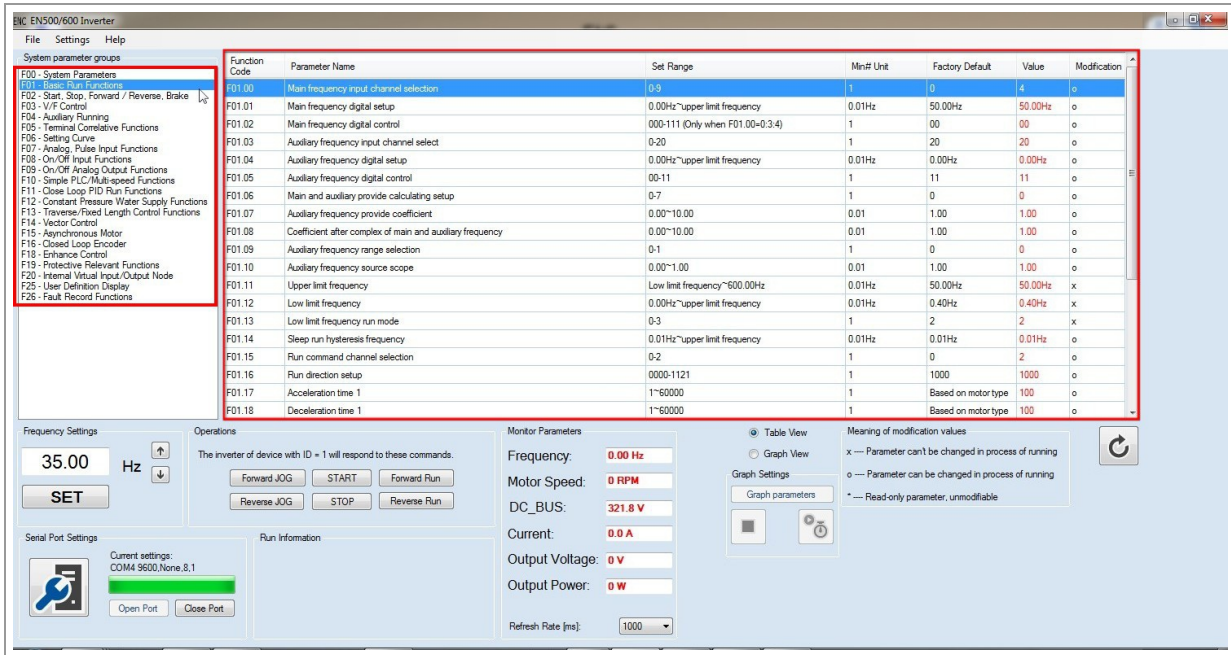 ENC EN500/600 Inverter
File Settings Help
System parameter groups
F00 - System Parameters
F01 - Basic Run Functions
F02 - Start, Stop, Forward / Reverse, Brake
F03 - V/F Control
F04 - Auxiliary Running
F05 - Terminal Correlative Functions
F06 - Setting Curve
F07 - Analog, Pulse Input Functions
F08 - On/Off Input Functions
F09 - On/Off Analog Output Functions
F10 - Simple PLC/Multi-speed Functions
F11 - Close Loop PID Run Functions
F12 - Constant Pressure Water Supply Functions
F13 - Traverse/Fixed Length Control Functions
F14 - Vector Control
F15 - Asynchronous Motor
F16 - Closed Loop Encoder
F18 - Enhance Control
F19 - Protective Relevant Functions
F20 - Internal Virtual Input/Output Node
F25 - User Definition Display
F26 - Fault Record Functions
Function Code Parameter Name Set Range Min# Unit Factory Default Value Modification
F01.00 Main frequency input channel selection 0-9 1 0 4 o
F01.01 Main frequency digital setup 0.00Hz~upper limit frequency 0.01Hz 50.00Hz 50.00Hz o
F01.02 Main frequency digital control 000-111 (Only when F01.00=0:3:4) 1 00 00 o
F01.03 Auxiliary frequency input channel select 0-20 1 20 20 o
F01.04 Auxiliary frequency digital setup 0.00Hz~upper limit frequency 0.01Hz 0.00Hz 0.00Hz o
F01.05 Auxiliary frequency digital control 00-11 1 11 11 o
F01.06 Main and auxiliary provide calculating setup 0-7 1 0 0 o
F01.07 Auxiliary frequency provide coefficient 0.00~10.00 0.01 1.00 1.00 o
F01.08 Coefficient after complex of main and auxiliary frequency 0.00~10.00 0.01 1.00 1.00 o
F01.09 Auxiliary frequency range selection 0-1 1 0 0 o
F01.10 Auxiliary frequency source scope 0.00~1.00 0.01 1.00 1.00 o
F01.11 Upper limit frequency Low limit frequency~600.00Hz 0.01Hz 50.00Hz 50.00Hz x
F01.12 Low limit frequency 0.00Hz~upper limit frequency 0.01Hz 0.40Hz 0.40Hz x
F01.13 Low limit frequency run mode 0-3 1 2 2 x
F01.14 Sleep run hysteresis frequency 0.01Hz~upper limit frequency 0.01Hz 0.01Hz 0.01Hz o
F01.15 Run command channel selection 0-2 1 0 2 o
F01.16 Run direction setup 0000-1121 1 1000 1000 o
F01.17 Acceleration time 1 1~60000 1 Based on motor type 100 o
F01.18 Deceleration time 1 1~60000 1 Based on motor type 100 o
Frequency Settings
35.00 Hz
SET
Operations
The inverter of device with ID = 1 will respond to these commands.
Forward JOG START Forward Run
Reverse JOG STOP Reverse Run
Serial Port Settings
Current settings:
COM4 9600,None,8,1
Open Port Close Port
Run Information
Monitor Parameters
Frequency: 0.00 Hz
Motor Speed: 0 RPM
DC_BUS: 321.8 V
Current: 0.0 A
Output Voltage: 0 V
Output Power: 0 W
Refresh Rate [ms]: 1000
Table View
Graph View
Graph Settings
Graph parameters
Meaning of modification values
x --- Parameter can't be changed in process of running
o --- Parameter can be changed in process of running
* --- Read-only parameter, unmodifiable